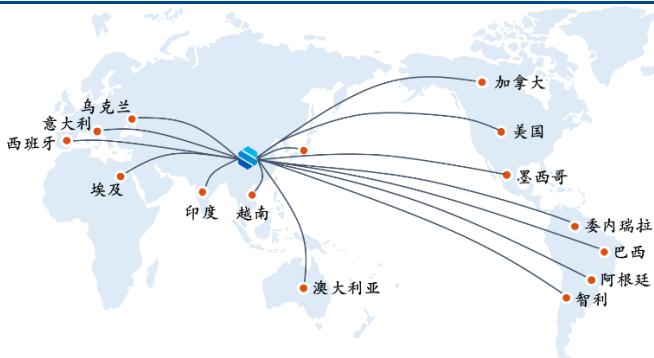 加拿大
乌克兰
意大利
美国
西班牙
墨西哥
埃及
印度
越南
委内瑞拉
巴西
阿根廷
澳大利亚
智利